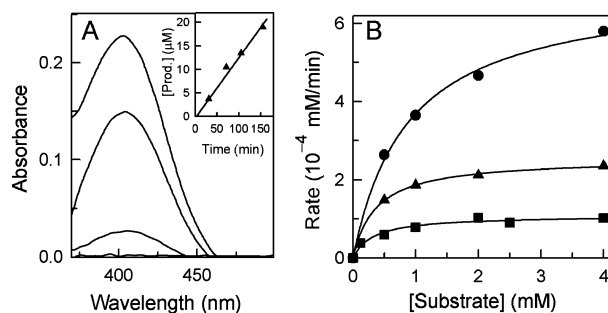 A
B
Absorbance
0.2
0.1
0.0
400
450
Wavelength (nm)
[Prod.] (µM)
20
15
10
5
0
0
50
100
150
Time (min)
Rate (10⁻⁴ mM/min)
6
4
2
0
0
1
2
3
4
[Substrate] (mM)